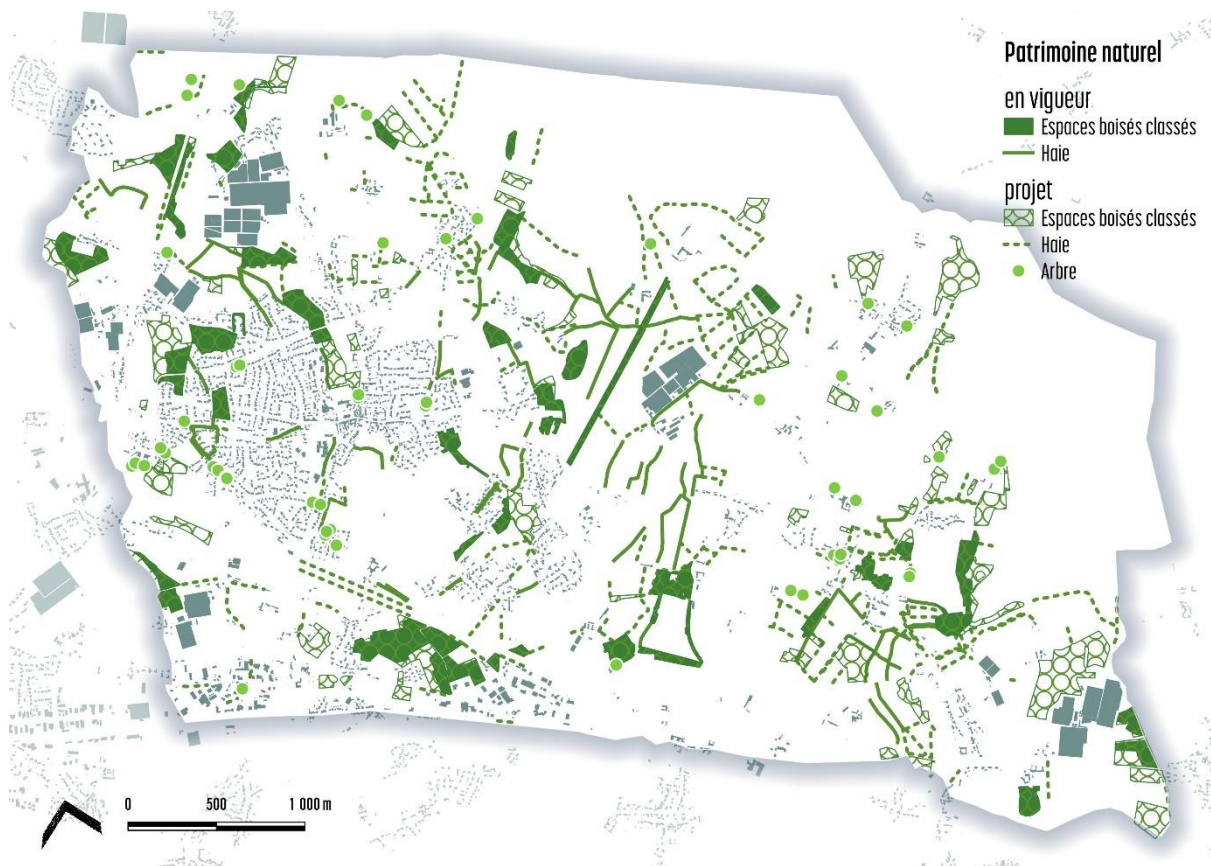 Patrimoine naturel
en vigueur
Espaces boisés classés
Haie
projet
Espaces boisés classés
Haie
Arbre
0 500 1 000 m